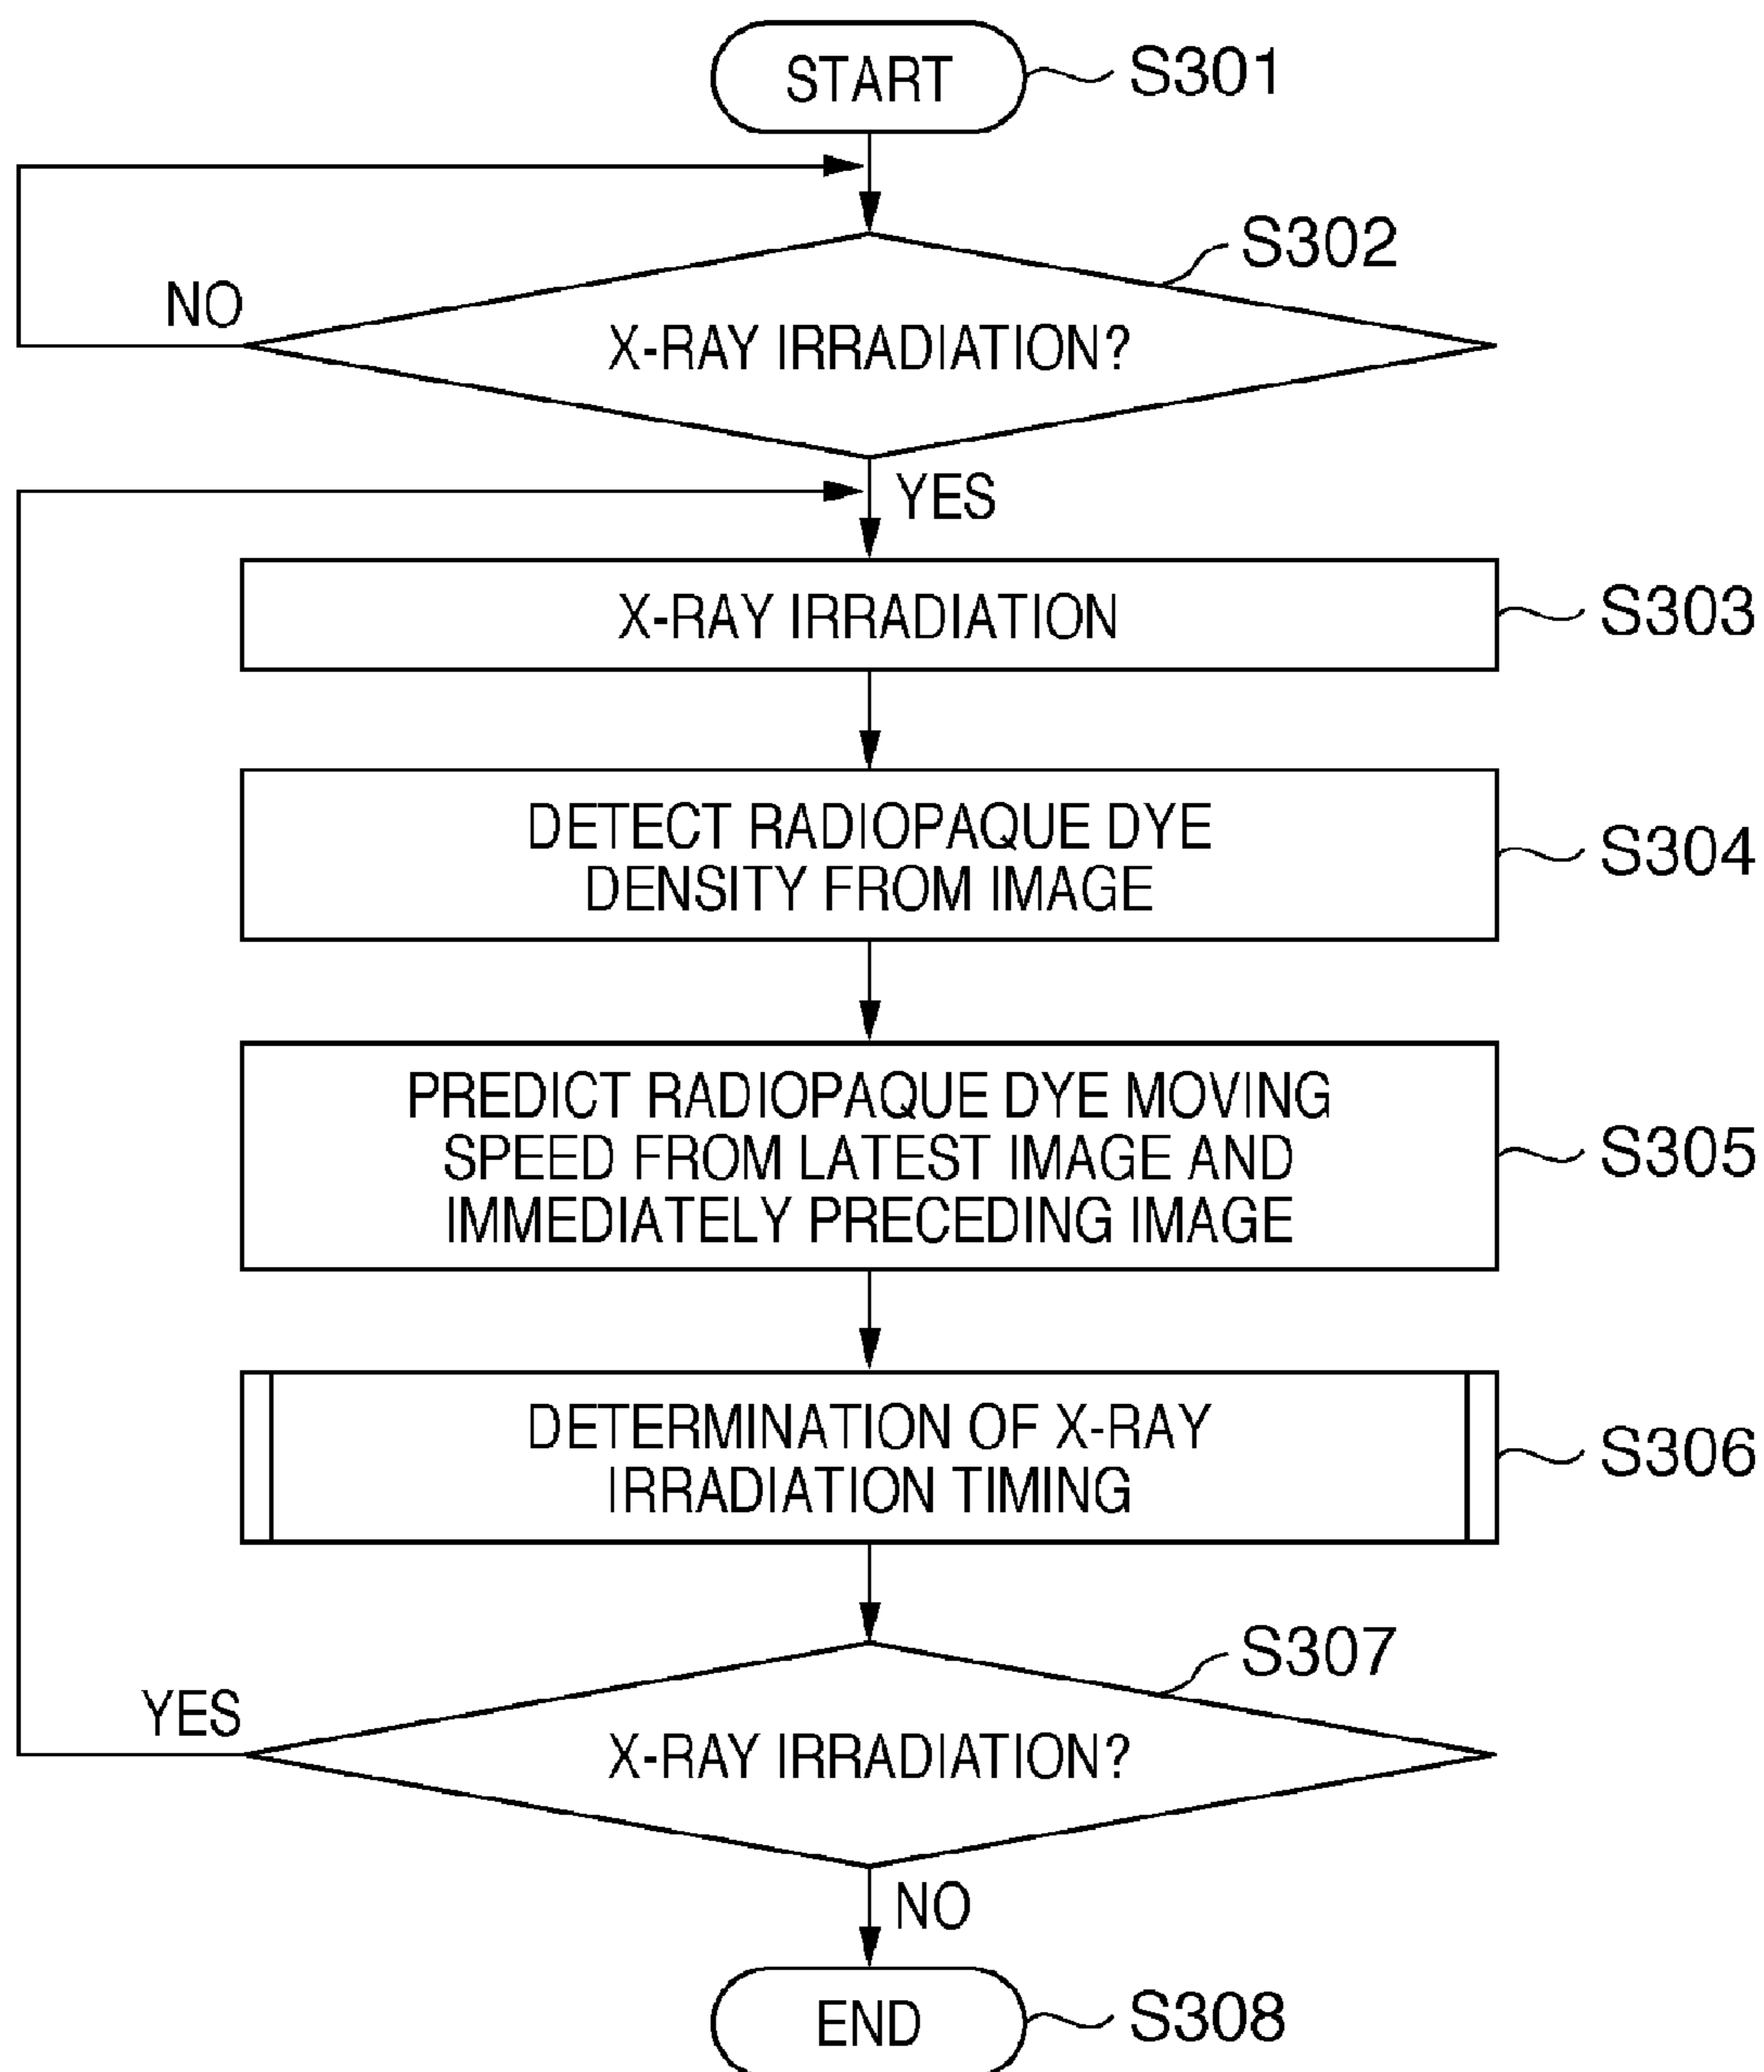 START
S301
S302
NO
X-RAY IRRADIATION?
YES
X-RAY IRRADIATION
S303
DETECT RADIOPAQUE DYE
DENSITY FROM IMAGE
S304
PREDICT RADIOPAQUE DYE MOVING
SPEED FROM LATEST IMAGE AND
IMMEDIATELY PRECEDING IMAGE
S305
DETERMINATION OF X-RAY
IRRADIATION TIMING
S306
S307
YES
X-RAY IRRADIATION?
NO
END
S308